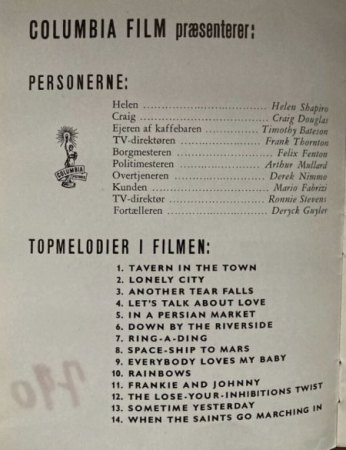 COLUMBIA FILM præsenterer:
PERSONERNE:
Helen .......................... Helen Shapiro
Craig .......................... Craig Douglas
Ejeren af kaffebaren ............ Timothy Bateson
TV-direktøren .................. Frank Thornton
Borgmesteren .................... Felix Fenton
Politimesteren .................. Arthur Mullard
Overtjeneren .................... Derek Nimmo
Kunden .......................... Mario Fabrizi
TV-direktør .................... Ronnie Stevens
Fortælleren .................... Deryck Guyler
COLUMBIA
TOPMELODIER I FILMEN:
1. TAVERN IN THE TOWN
2. LONELY CITY
3. ANOTHER TEAR FALLS
4. LET'S TALK ABOUT LOVE
5. IN A PERSIAN MARKET
6. DOWN BY THE RIVERSIDE
7. RING-A-DING
8. SPACE-SHIP TO MARS
9. EVERYBODY LOVES MY BABY
10. RAINBOWS
11. FRANKIE AND JOHNNY
12. THE LOSE-YOUR-INHIBITIONS TWIST
13. SOMETIME YESTERDAY
14. WHEN THE SAINTS GO MARCHING IN